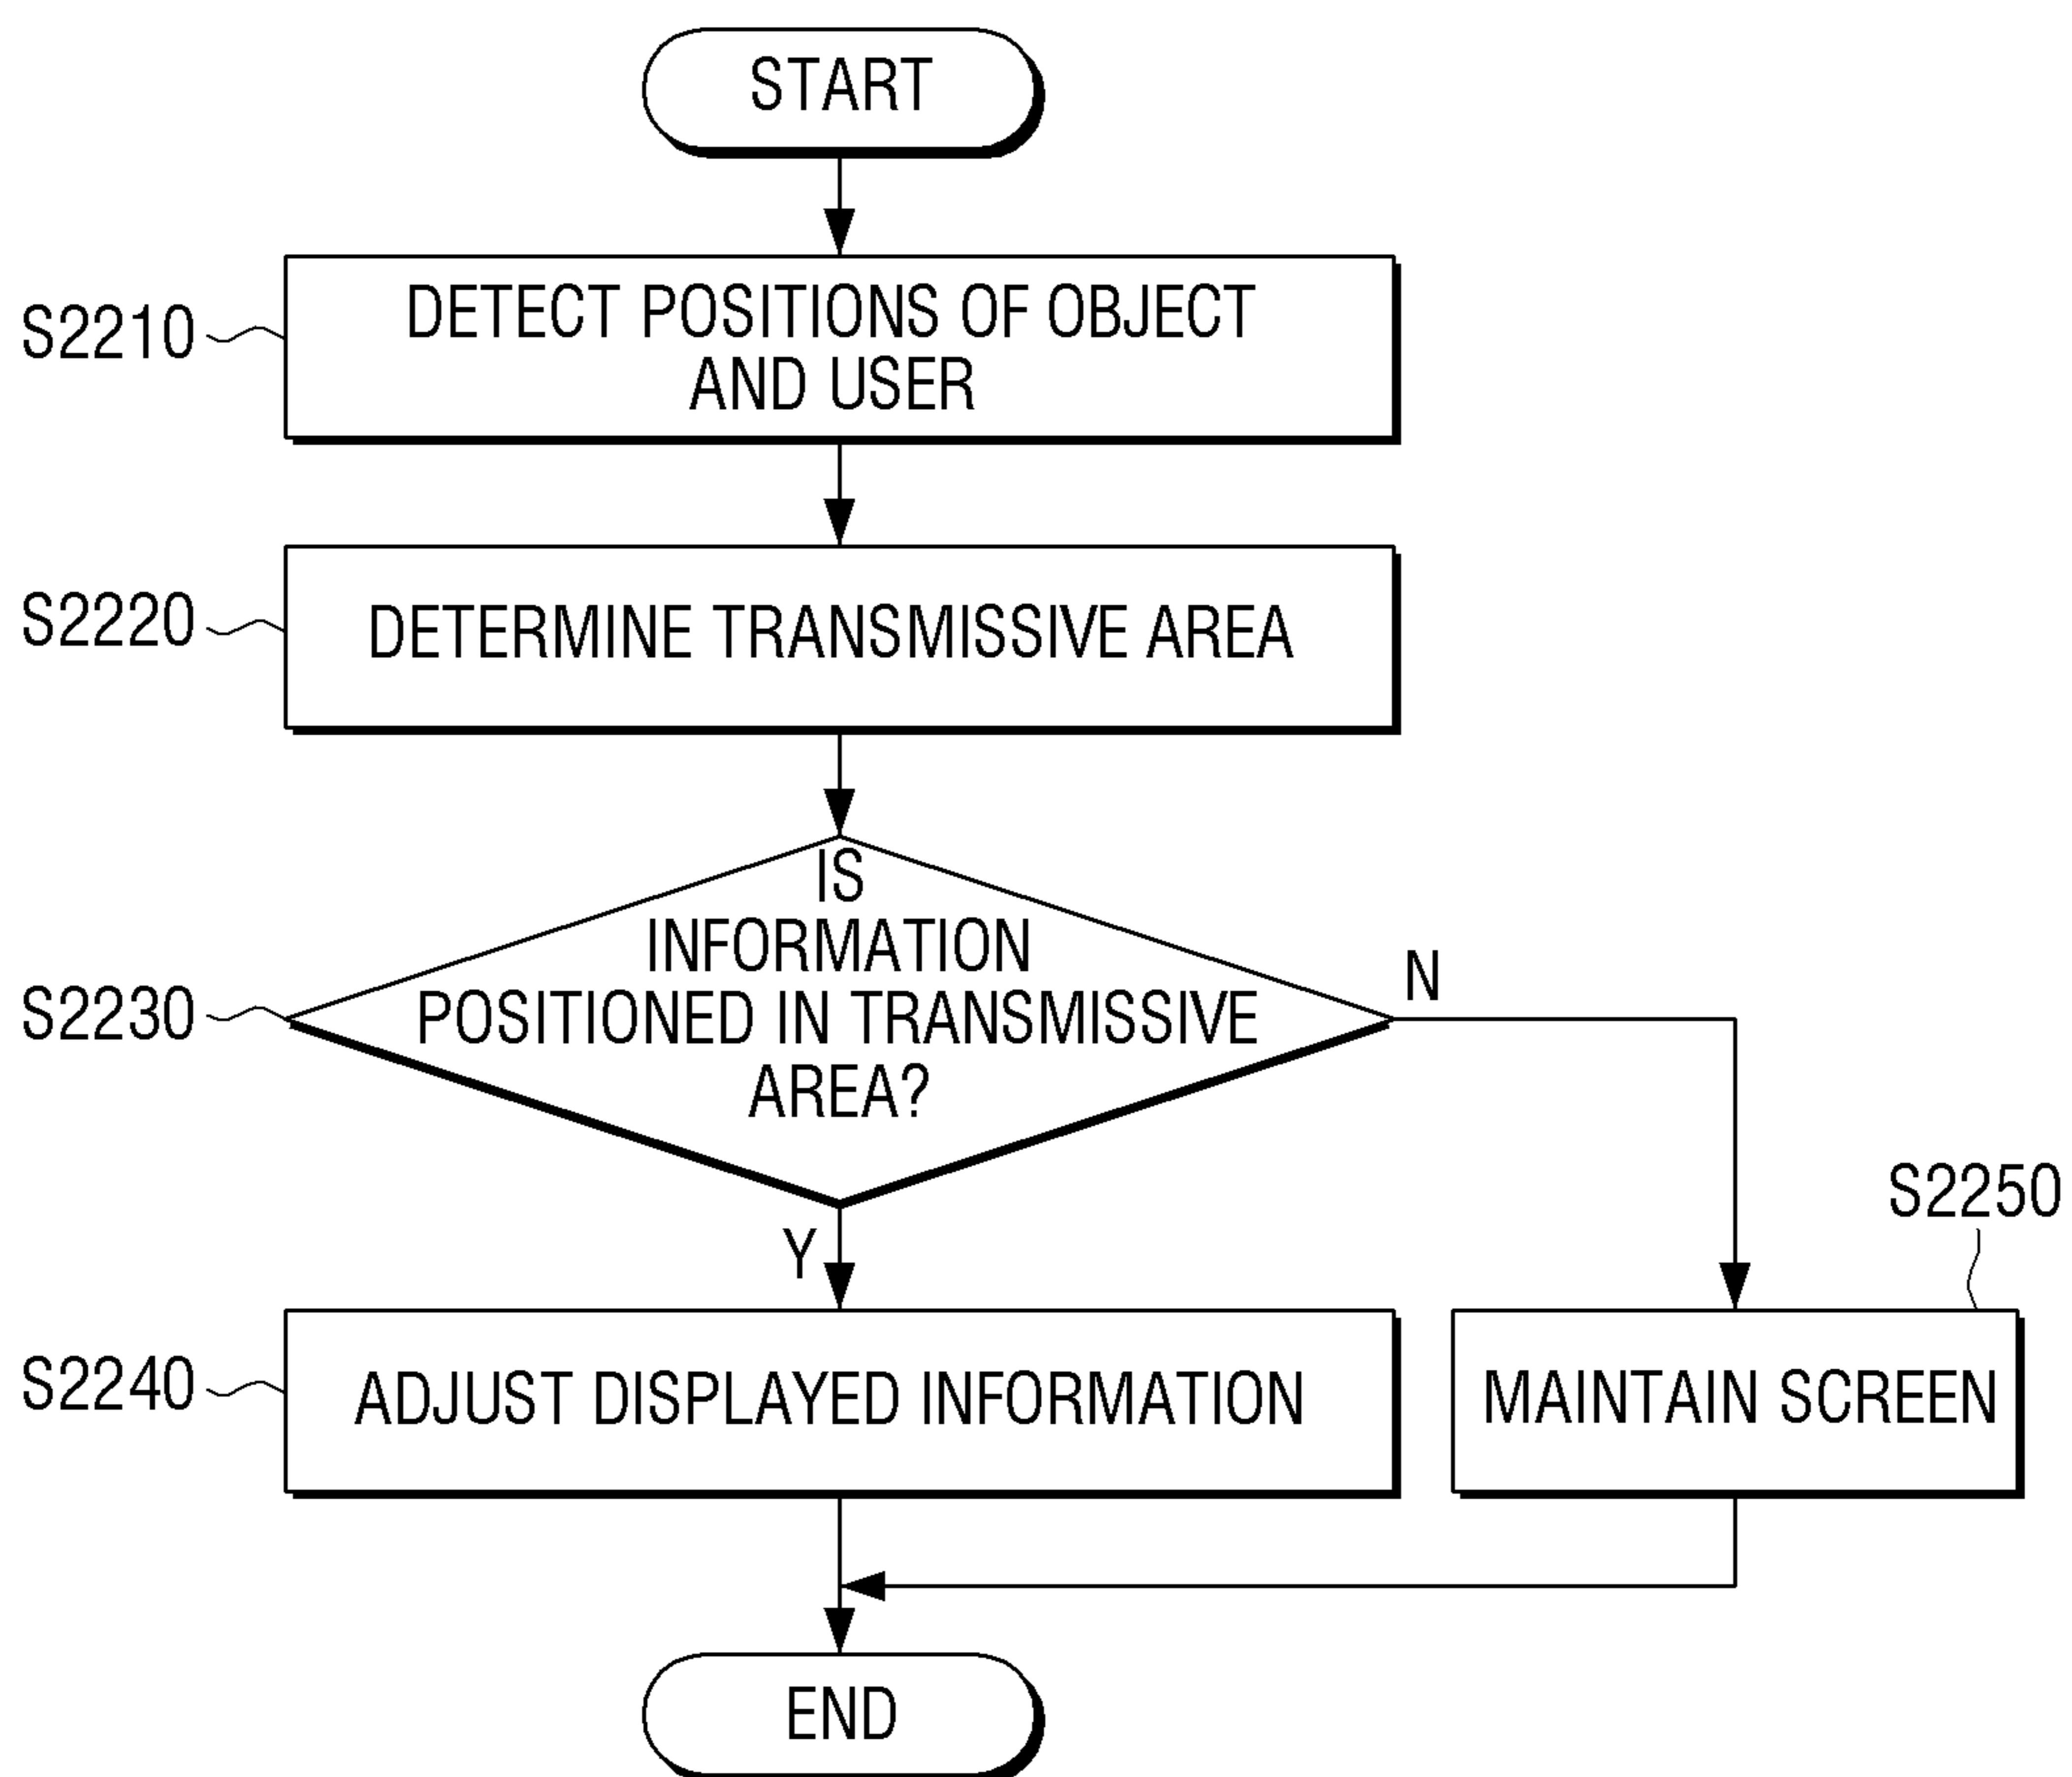 START
S2210
DETECT POSITIONS OF OBJECT
AND USER
S2220
DETERMINE TRANSMISSIVE AREA
S2230
IS
INFORMATION
POSITIONED IN TRANSMISSIVE
AREA?
N
Y
S2240
ADJUST DISPLAYED INFORMATION
S2250
MAINTAIN SCREEN
END